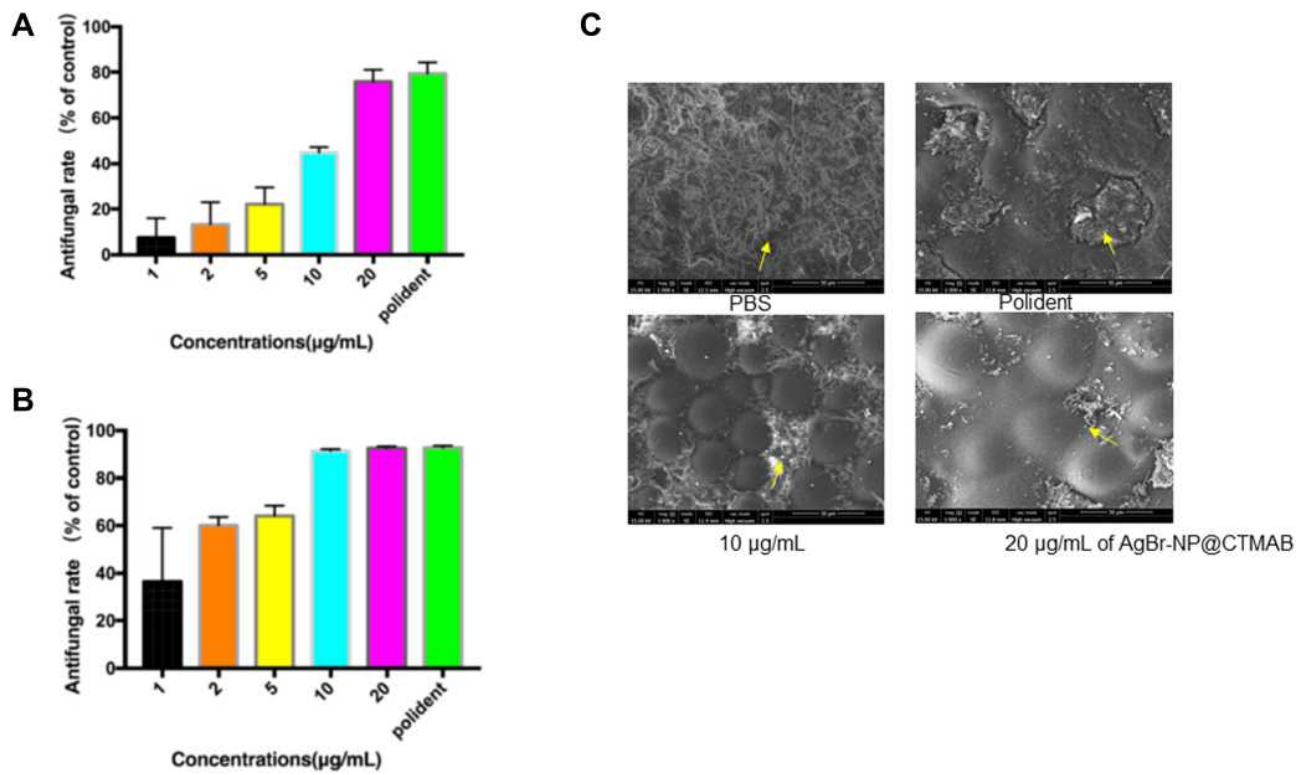 A
Antifungal rate (% of control)
100
80
60
40
20
0
1
2
5
10
20
polident
Concentrations(μg/mL)
B
Antifungal rate (% of control)
100
80
60
40
20
0
1
2
5
10
20
polident
Concentrations(μg/mL)
C
PBS
Polident
10 μg/mL
20 μg/mL of AgBr-NP@CTMAB